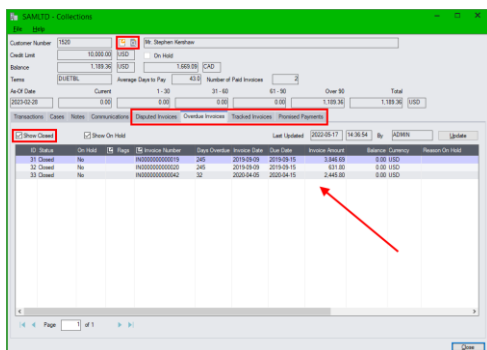 SAMLTD - Collections
File Help
Customer Number 1520 Mr. Stephen Kershaw
Credit Limit 10,000.00 USD On Hold
Balance 1,189.36 USD 1,669.09 CAD
Terms DUETBL Average Days to Pay 43.0 Number of Paid Invoices 2
As-Of Date Current 1 - 30 31 - 60 61 - 90 Over 90 Total
2023-02-20 0.00 0.00 0.00 0.00 1,189.36 1,189.36 USD
Transactions Cases Notes Communications Disputed Invoices Overdue Invoices Tracked Invoices Promised Payments
Show Closed Show On Hold Last Updated 2022-05-17 14:36:54 By ADMIN Update
ID Status On Hold Flags Invoice Number Days Overdue Invoice Date Due Date Invoice Amount Balance Currency Reason On Hold
31 Closed No IN0000000000019 245 2019-09-09 2019-09-15 3,846.69 0.00 USD
32 Closed No IN0000000000020 245 2019-09-09 2019-09-15 631.80 0.00 USD
33 Closed No IN0000000000042 32 2020-04-05 2020-04-15 2,445.80 0.00 USD
Page 1 of 1
Close